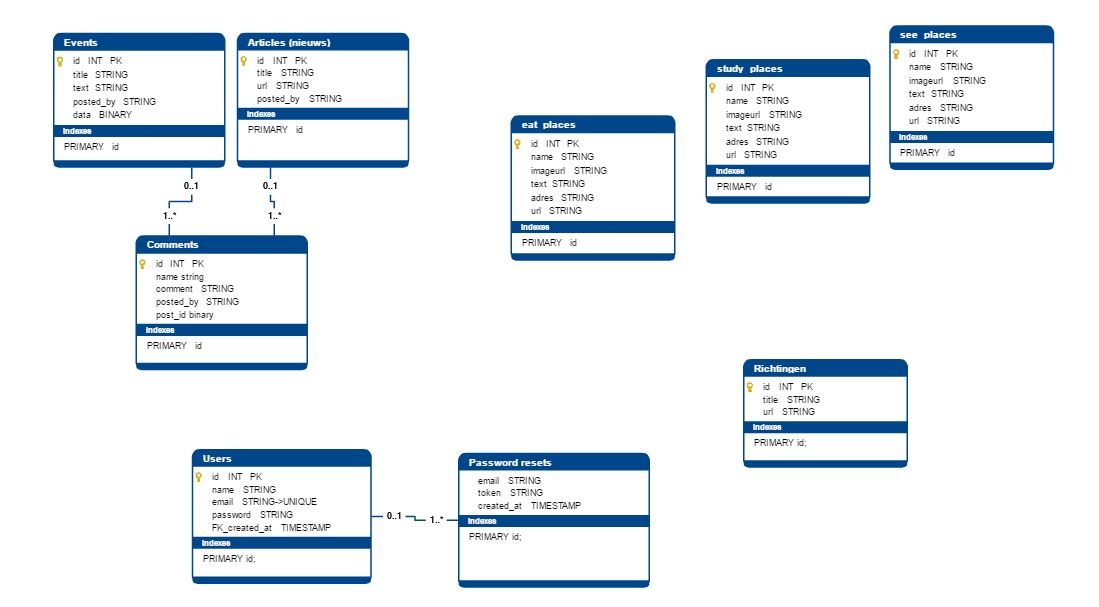 Events
id INT PK
title STRING
text STRING
posted_by STRING
data BINARY
Indexes
PRIMARY id
Articles (nieuws)
id INT PK
title STRING
url STRING
posted_by STRING
Indexes
PRIMARY id
0..1
0..1
1..*
1..*
Comments
id INT PK
name string
comment STRING
posted_by STRING
post_id binary
Indexes
PRIMARY id
eat_places
id INT PK
name STRING
imageurl STRING
text STRING
adres STRING
url STRING
Indexes
PRIMARY id
study_places
id INT PK
name STRING
imageurl STRING
text STRING
adres STRING
url STRING
Indexes
PRIMARY id
see_places
id INT PK
name STRING
imageurl STRING
text STRING
adres STRING
url STRING
Indexes
PRIMARY id
Richtingen
id INT PK
title STRING
url STRING
Indexes
PRIMARY id;
Users
id INT PK
name STRING
email STRING->UNIQUE
password STRING
FK_created_at TIMESTAMP
Indexes
PRIMARY id;
0..1
1..*
Password resets
email STRING
token STRING
created_at TIMESTAMP
Indexes
PRIMARY id;